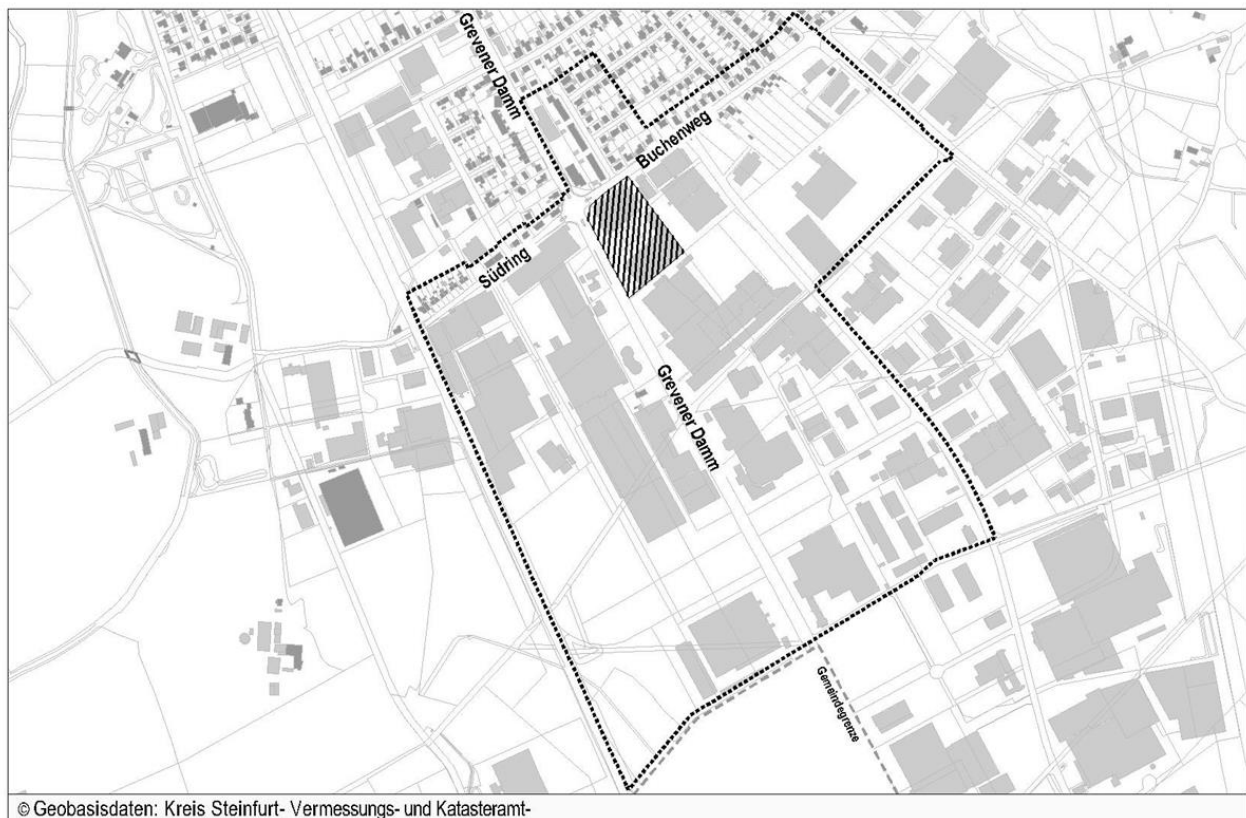 Grevener Damm
Buchenweg
Südring
Grevener Damm
Gemeindegrenze
© Geobasisdaten: Kreis Steinfurt- Vermessungs- und Katasteramt-